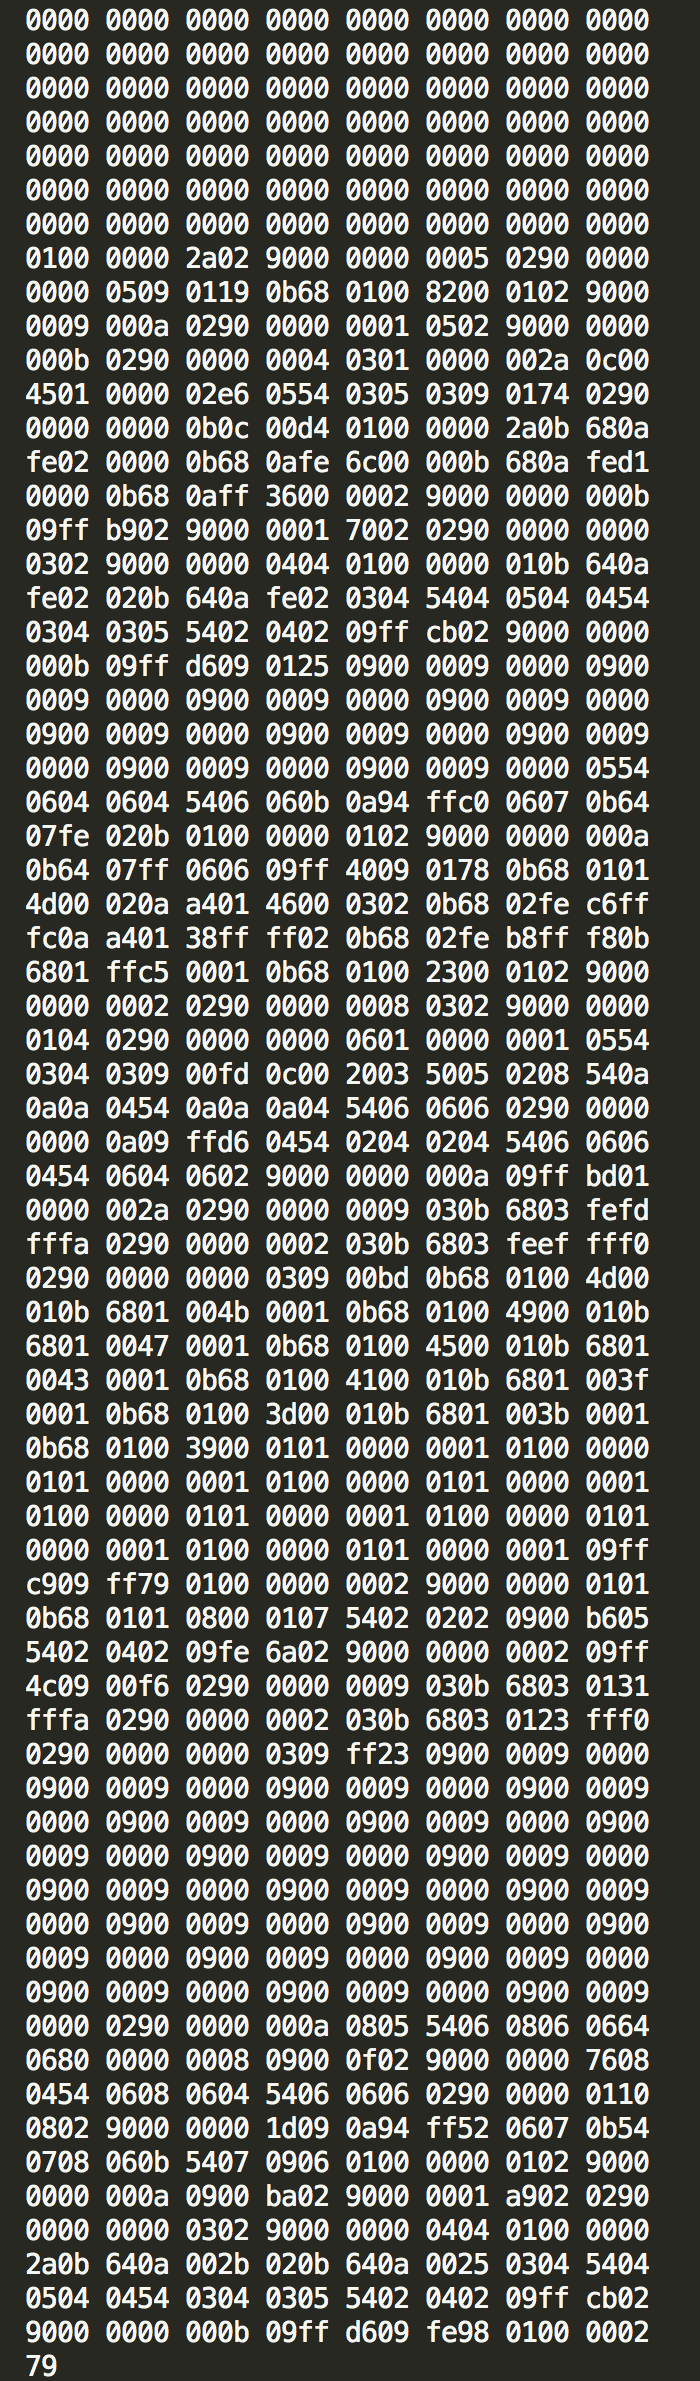 0000 0000 0000 0000 0000 0000 0000 0000
0000 0000 0000 0000 0000 0000 0000 0000
0000 0000 0000 0000 0000 0000 0000 0000
0000 0000 0000 0000 0000 0000 0000 0000
0000 0000 0000 0000 0000 0000 0000 0000
0000 0000 0000 0000 0000 0000 0000 0000
0000 0000 0000 0000 0000 0000 0000 0000
0100 0000 2a02 9000 0000 0005 0290 0000
0000 0509 0119 0b68 0100 8200 0102 9000
0009 000a 0290 0000 0001 0502 9000 0000
000b 0290 0000 0004 0301 0000 002a 0c00
4501 0000 02e6 0554 0305 0309 0174 0290
0000 0000 0b0c 00d4 0100 0000 2a0b 680a
fe02 0000 0b68 0afe 6c00 000b 680a fed1
0000 0b68 0aff 3600 0002 9000 0000 000b
09ff b902 9000 0001 7002 0290 0000 0000
0302 9000 0000 0404 0100 0000 010b 640a
fe02 020b 640a fe02 0304 5404 0504 0454
0304 0305 5402 0402 09ff cb02 9000 0000
000b 09ff d609 0125 0900 0009 0000 0900
0009 0000 0900 0009 0000 0900 0009 0000
0900 0009 0000 0900 0009 0000 0900 0009
0000 0900 0009 0000 0900 0009 0000 0554
0604 0604 5406 060b 0a94 ffc0 0607 0b64
07fe 020b 0100 0000 0102 9000 0000 000a
0b64 07ff 0606 09ff 4009 0178 0b68 0101
4d00 020a a401 4600 0302 0b68 02fe c6ff
fc0a a401 38ff ff02 0b68 02fe b8ff f80b
6801 ffc5 0001 0b68 0100 2300 0102 9000
0000 0002 0290 0000 0008 0302 9000 0000
0104 0290 0000 0000 0601 0000 0001 0554
0304 0309 00fd 0c00 2003 5005 0208 540a
0a0a 0454 0a0a 0a04 5406 0606 0290 0000
0000 0a09 ffd6 0454 0204 0204 5406 0606
0454 0604 0602 9000 0000 000a 09ff bd01
0000 002a 0290 0000 0009 030b 6803 fefd
fffa 0290 0000 0002 030b 6803 feef fff0
0290 0000 0000 0309 00bd 0b68 0100 4d00
010b 6801 004b 0001 0b68 0100 4900 010b
6801 0047 0001 0b68 0100 4500 010b 6801
0043 0001 0b68 0100 4100 010b 6801 003f
0001 0b68 0100 3d00 010b 6801 003b 0001
0b68 0100 3900 0101 0000 0001 0100 0000
0101 0000 0001 0100 0000 0101 0000 0001
0100 0000 0101 0000 0001 0100 0000 0101
0000 0001 0100 0000 0101 0000 0001 09ff
c909 ff79 0100 0000 0002 9000 0000 0101
0b68 0101 0800 0107 5402 0202 0900 b605
5402 0402 09fe 6a02 9000 0000 0002 09ff
4c09 00f6 0290 0000 0009 030b 6803 0131
fffa 0290 0000 0002 030b 6803 0123 fff0
0290 0000 0000 0309 ff23 0900 0009 0000
0900 0009 0000 0900 0009 0000 0900 0009
0000 0900 0009 0000 0900 0009 0000 0900
0009 0000 0900 0009 0000 0900 0009 0000
0900 0009 0000 0900 0009 0000 0900 0009
0000 0900 0009 0000 0900 0009 0000 0900
0009 0000 0900 0009 0000 0900 0009 0000
0900 0009 0000 0900 0009 0000 0900 0009
0000 0290 0000 000a 0805 5406 0806 0664
0680 0000 0008 0900 0f02 9000 0000 7608
0454 0608 0604 5406 0606 0290 0000 0110
0802 9000 0000 1d09 0a94 ff52 0607 0b54
0708 060b 5407 0906 0100 0000 0102 9000
0000 000a 0900 ba02 9000 0001 a902 0290
0000 0000 0302 9000 0000 0404 0100 0000
2a0b 640a 002b 020b 640a 0025 0304 5404
0504 0454 0304 0305 5402 0402 09ff cb02
9000 0000 000b 09ff d609 fe98 0100 0002
79